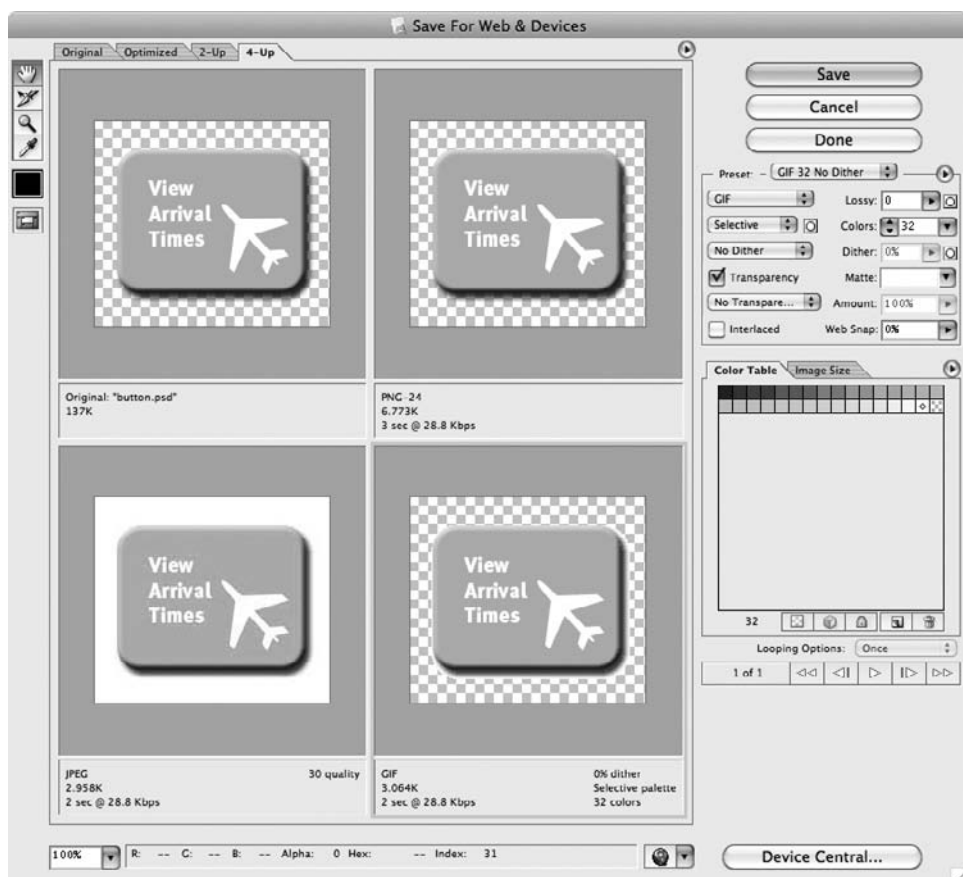 Save For Web & Devices
Original Optimized 2-Up 4-Up
View
Arrival
Times
View
Arrival
Times
Original: "button.psd"
137K
PNG-24
6.773K
3 sec @ 28.8 Kbps
View
Arrival
Times
View
Arrival
Times
JPEG 30 quality
2.958K
2 sec @ 28.8 Kbps
GIF 0% dither
3.064K Selective palette
2 sec @ 28.8 Kbps 32 colors
100% R: -- G: -- B: -- Alpha: 0 Hex: -- Index: 31
Save
Cancel
Done
Preset: - GIF 32 No Dither
GIF Lossy: 0
Selective Colors: 32
No Dither Dither: 0%
Transparency Matte:
No Transpare... Amount: 100%
Interlaced Web Snap: 0%
Color Table Image Size
32
Looping Options: Once
1 of 1
Device Central...